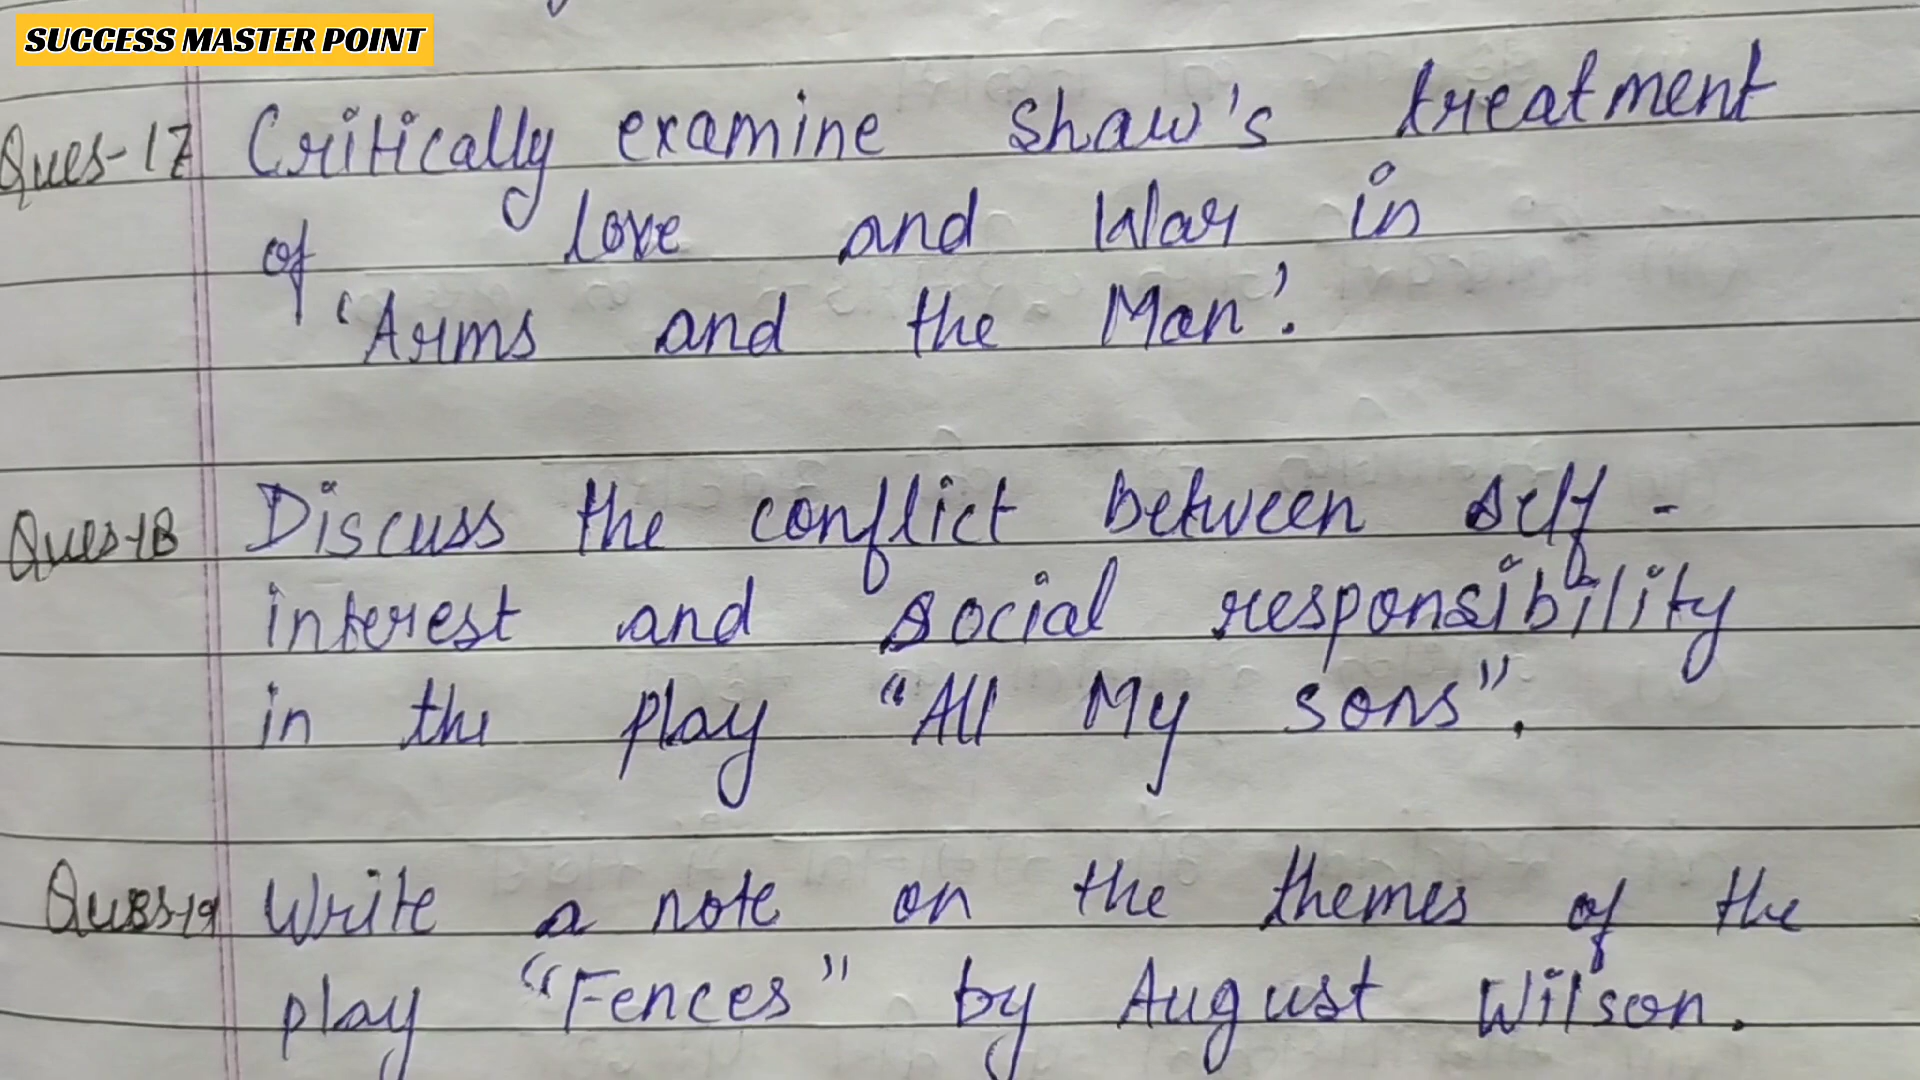 SUCCESS MASTER POINT
Ques-17 Critically examine Shaw's treatment
of love and War in
'Arms and the Man'.
Ques-18 Discuss the conflict between self-
interest and social responsibility
in the play "All My sons".
Ques-19 Write a note on the themes of the
play "Fences" by August Wilson.